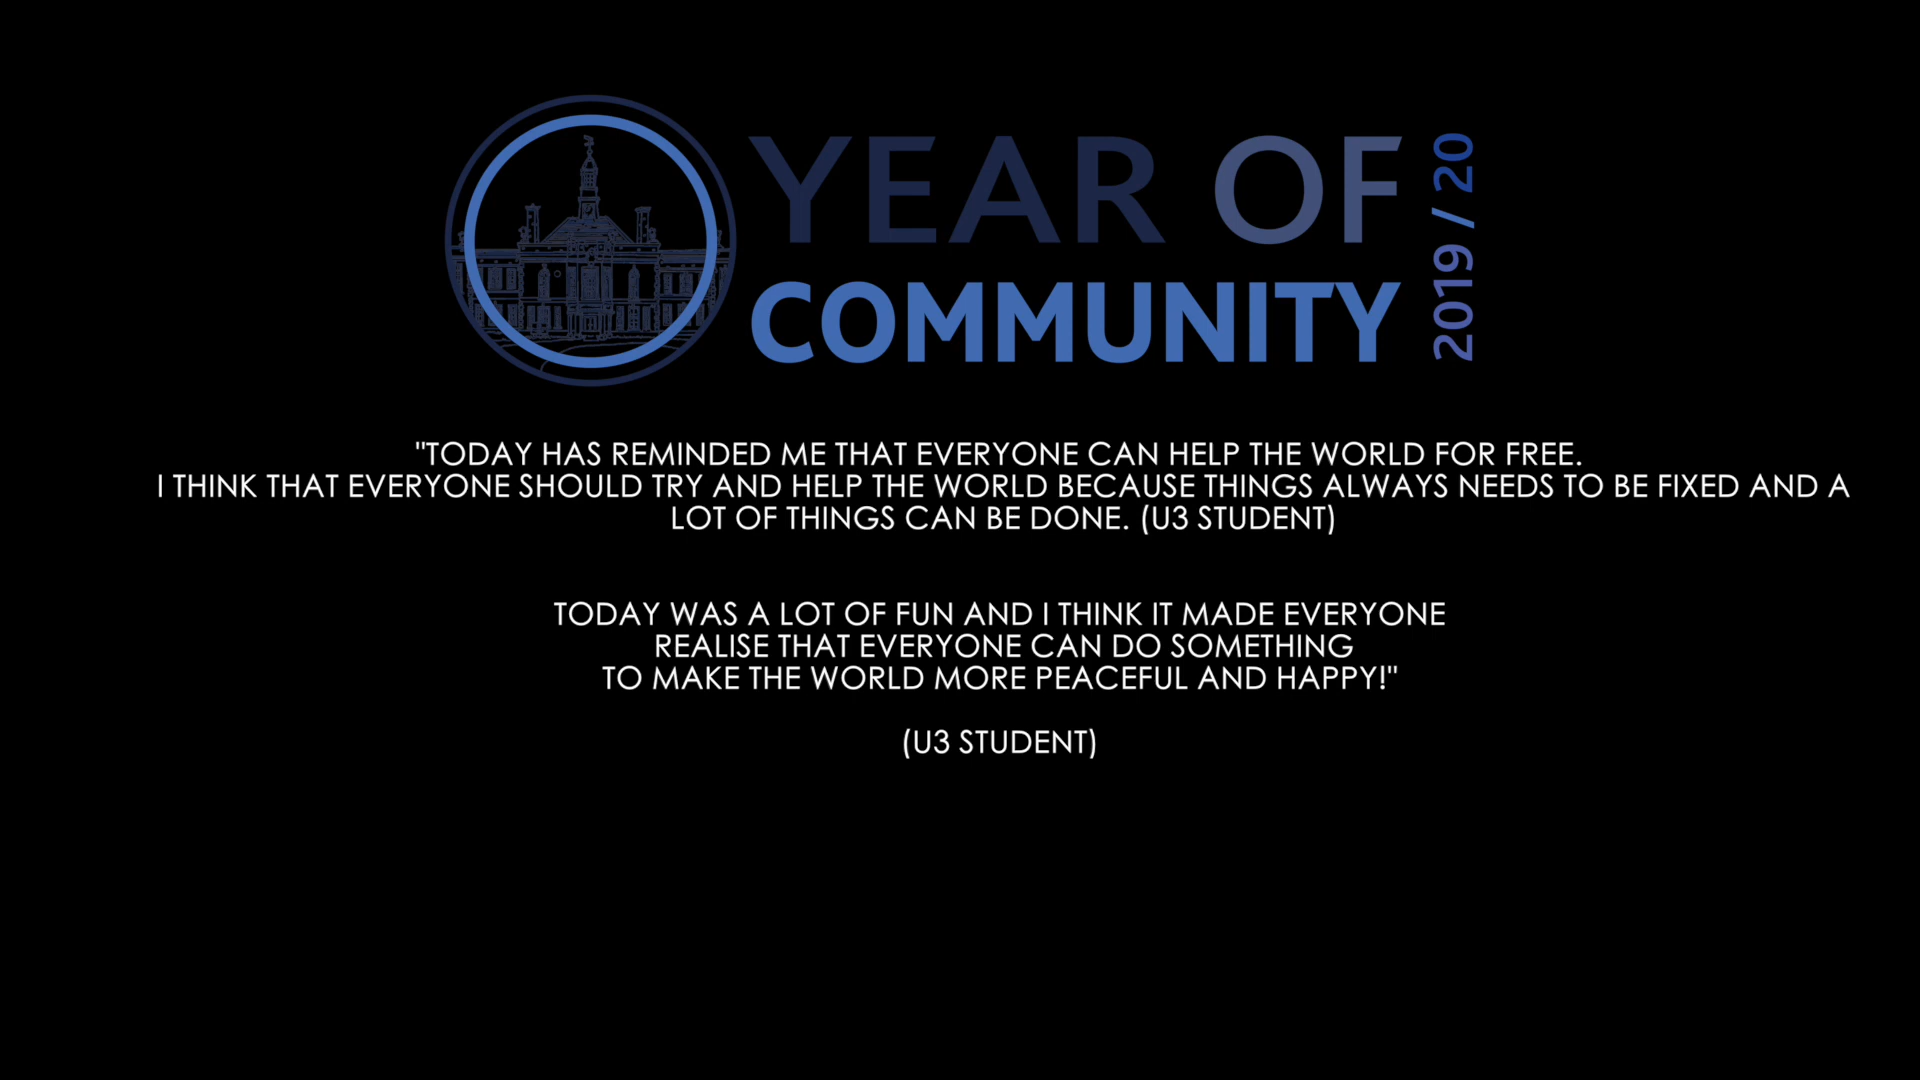 YEAR OF
COMMUNITY
2019 / 20
"TODAY HAS REMINDED ME THAT EVERYONE CAN HELP THE WORLD FOR FREE.
I THINK THAT EVERYONE SHOULD TRY AND HELP THE WORLD BECAUSE THINGS ALWAYS NEEDS TO BE FIXED AND A
LOT OF THINGS CAN BE DONE. (U3 STUDENT)
TODAY WAS A LOT OF FUN AND I THINK IT MADE EVERYONE
REALISE THAT EVERYONE CAN DO SOMETHING
TO MAKE THE WORLD MORE PEACEFUL AND HAPPY!"
(U3 STUDENT)